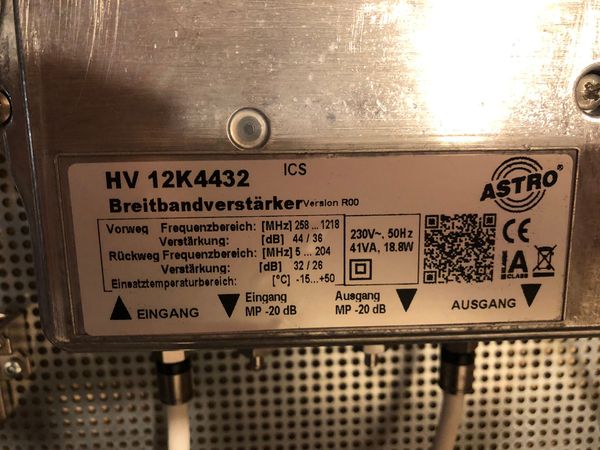 ICS
HV 12K4432
Breitbandverstärker Version R00
ASTRO ®
Vorweg Frequenzbereich: [MHz] 258 ... 1218
Verstärkung: [dB] 44 / 36
Rückweg Frequenzbereich: [MHz] 5 ... 204
Verstärkung: [dB] 32 / 26
Einsatztemperaturbereich: [°C] -15...+50
230V~, 50Hz
41VA, 18.8W
CE
A
CLASS
▲ EINGANG
Eingang ▼
MP -20 dB
Ausgang ▼
MP -20 dB
AUSGANG ▼